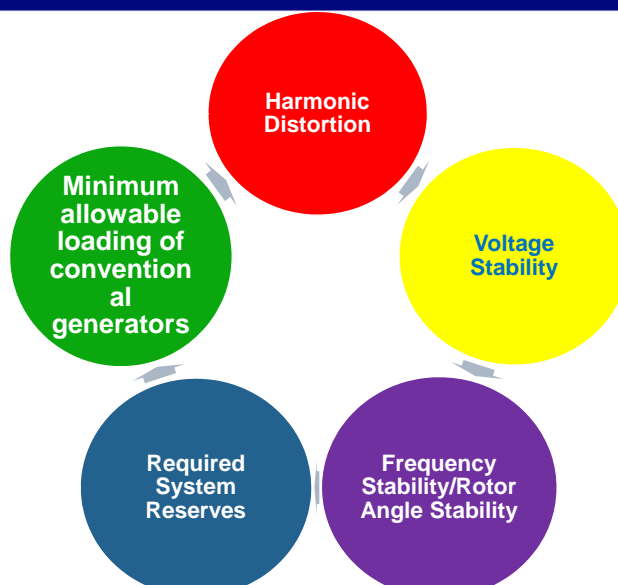 Harmonic
Distortion
Voltage
Stability
Frequency
Stability/Rotor
Angle Stability
Required
System
Reserves
Minimum
allowable
loading of
convention
al
generators